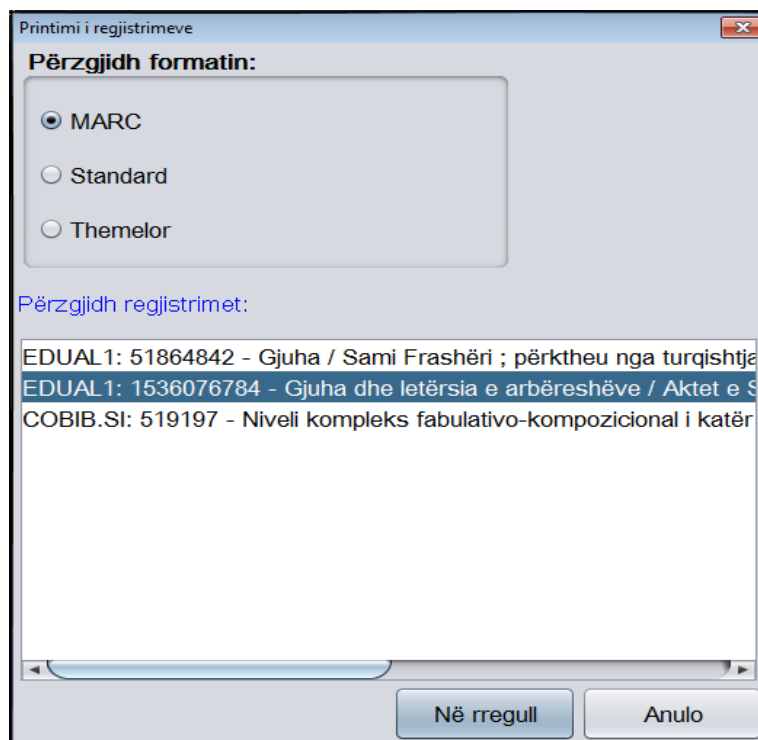 Printimi i regjistrimeve
Përzgjidh formatin:
MARC
Standard
Themelor
Përzgjidh regjistrimet:
EDUAL1: 51864842 - Gjuha / Sami Frashëri ; përktheu nga turqishtja
EDUAL1: 1536076784 - Gjuha dhe letërsia e arbëreshëve / Aktet e S
COBIB.SI: 519197 - Niveli kompleks fabulativo-kompozicional i katër
Në rregull
Anulo